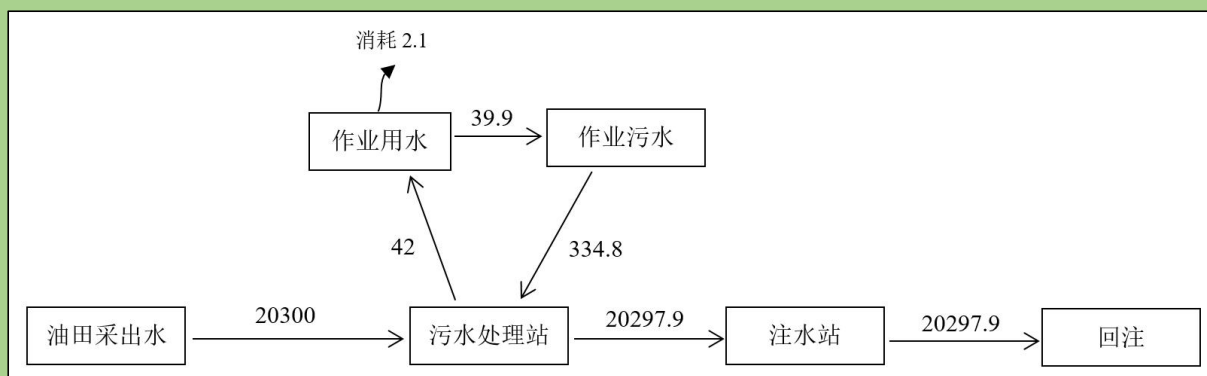 消耗 2.1
作业用水
39.9
作业污水
42
334.8
油田采出水
20300
污水处理站
20297.9
注水站
20297.9
回注